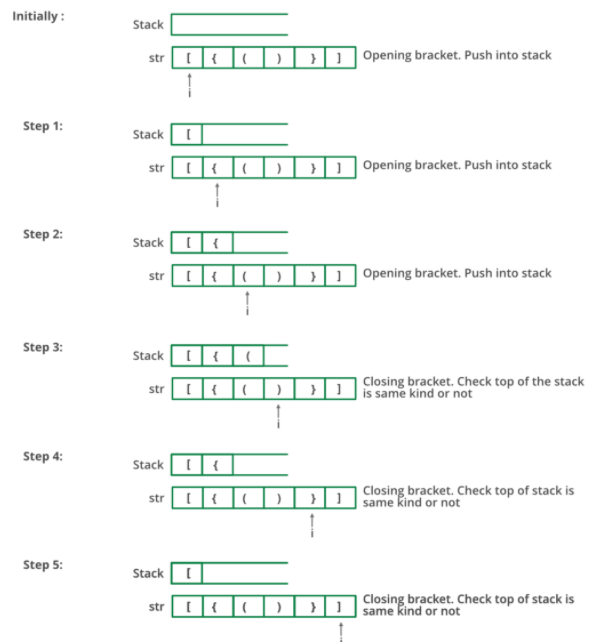 Initially :
Stack
str [ { ( ) } ] Opening bracket. Push into stack
i
Step 1:
Stack [
str [ { ( ) } ] Opening bracket. Push into stack
i
Step 2:
Stack [ {
str [ { ( ) } ] Opening bracket. Push into stack
i
Step 3:
Stack [ { (
str [ { ( ) } ] Closing bracket. Check top of the stack
is same kind or not
i
Step 4:
Stack [ {
str [ { ( ) } ] Closing bracket. Check top of stack is
same kind or not
i
Step 5:
Stack [
str [ { ( ) } ] Closing bracket. Check top of stack is
same kind or not
i